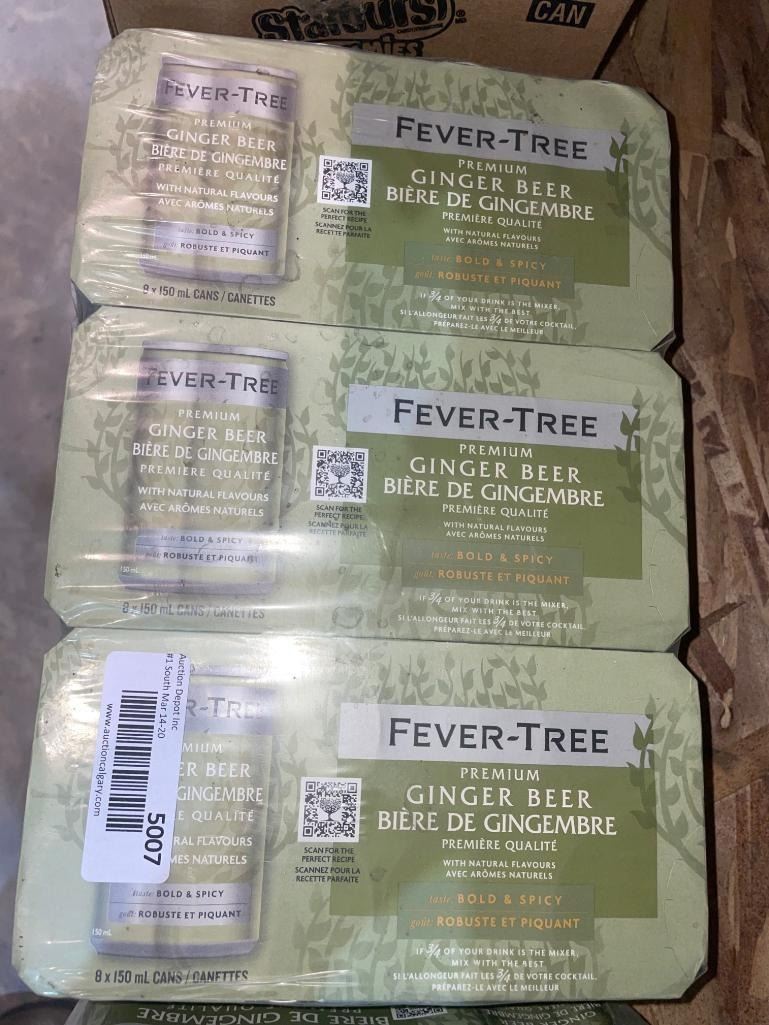 Starburst
CAN
FEVER-TREE
PREMIUM
GINGER BEER
BIÈRE DE GINGEMBRE
PREMIÈRE QUALITÉ
WITH NATURAL FLAVOURS
AVEC ARÔMES NATURELS
taste: BOLD & SPICY
goût: ROBUSTE ET PIQUANT
150 mL
8 x 150 mL CANS / CANETTES
SCAN FOR THE
PERFECT RECIPE
SCANNEZ POUR LA
RECETTE PARFAITE
FEVER-TREE
PREMIUM
GINGER BEER
BIÈRE DE GINGEMBRE
PREMIÈRE QUALITÉ
WITH NATURAL FLAVOURS
AVEC ARÔMES NATURELS
taste: BOLD & SPICY
goût: ROBUSTE ET PIQUANT
IF 3/4 OF YOUR DRINK IS THE MIXER,
MIX WITH THE BEST
SI L'ALLONGEUR FAIT LES 3/4 DE VOTRE COCKTAIL,
PRÉPAREZ-LE AVEC LE MEILLEUR
FEVER-TREE
PREMIUM
GINGER BEER
BIÈRE DE GINGEMBRE
PREMIÈRE QUALITÉ
WITH NATURAL FLAVOURS
AVEC ARÔMES NATURELS
taste: BOLD & SPICY
goût: ROBUSTE ET PIQUANT
150 mL
8 x 150 mL CANS / CANETTES
SCAN FOR THE
PERFECT RECIPE
SCANNEZ POUR LA
RECETTE PARFAITE
FEVER-TREE
PREMIUM
GINGER BEER
BIÈRE DE GINGEMBRE
PREMIÈRE QUALITÉ
WITH NATURAL FLAVOURS
AVEC ARÔMES NATURELS
taste: BOLD & SPICY
goût: ROBUSTE ET PIQUANT
IF 3/4 OF YOUR DRINK IS THE MIXER,
MIX WITH THE BEST
SI L'ALLONGEUR FAIT LES 3/4 DE VOTRE COCKTAIL,
PRÉPAREZ-LE AVEC LE MEILLEUR
Auction Depot Inc
#1 South Mar 14-20
5007
www.auctioncalgary.com
R-TREE
MIUM
ER BEER
GINGEMBRE
E QUALITÉ
RAL FLAVOURS
MES NATURELS
taste: BOLD & SPICY
goût: ROBUSTE ET PIQUANT
150 mL
8 x 150 mL CANS / CANETTES
SCAN FOR THE
PERFECT RECIPE
SCANNEZ POUR LA
RECETTE PARFAITE
FEVER-TREE
PREMIUM
GINGER BEER
BIÈRE DE GINGEMBRE
PREMIÈRE QUALITÉ
WITH NATURAL FLAVOURS
AVEC ARÔMES NATURELS
taste: BOLD & SPICY
goût: ROBUSTE ET PIQUANT
IF 3/4 OF YOUR DRINK IS THE MIXER,
MIX WITH THE BEST
SI L'ALLONGEUR FAIT LES 3/4 DE VOTRE COCKTAIL,
PRÉPAREZ-LE AVEC LE MEILLEUR
BIÈRE DE GINGEMBRE